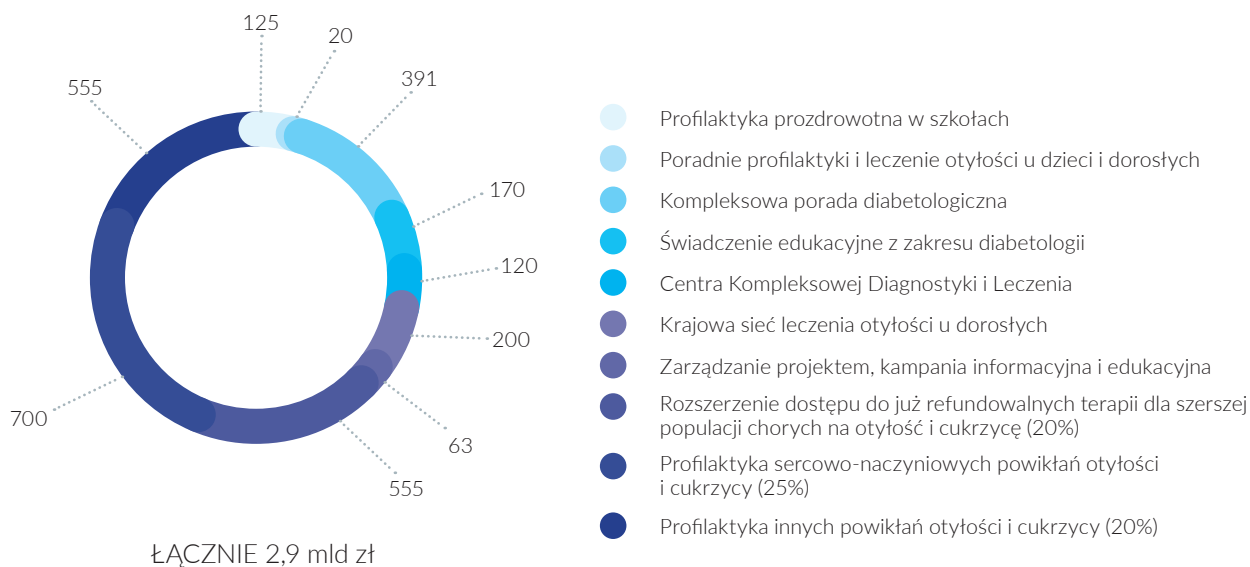 125
20
391
555
170
120
200
700
63
555
ŁĄCZNIE 2,9 mld zł
Profilaktyka prozdrowotna w szkołach
Poradnie profilaktyki i leczenie otyłości u dzieci i dorosłych
Kompleksowa porada diabetologiczna
Świadczenie edukacyjne z zakresu diabetologii
Centra Kompleksowej Diagnostyki i Leczenia
Krajowa sieć leczenia otyłości u dorosłych
Zarządzanie projektem, kampania informacyjna i edukacyjna
Rozszerzenie dostępu do już refundowalnych terapii dla szerszej
populacji chorych na otyłość i cukrzycę (20%)
Profilaktyka sercowo-naczyniowych powikłań otyłości
i cukrzycy (25%)
Profilaktyka innych powikłań otyłości i cukrzycy (20%)